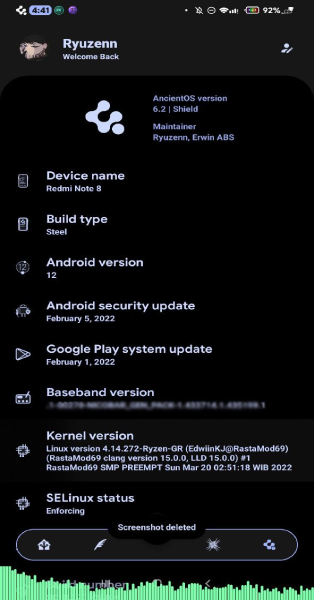 4:41
92%
Ryuzenn
Welcome Back
AncientOS version
6.2 | Shield
Maintainer
Ryuzenn, Erwin ABS
Device name
Redmi Note 8
Build type
Steel
Android version
12
12
Android security update
February 5, 2022
Google Play system update
February 1, 2022
Baseband version
Kernel version
Linux version 4.14.272-Ryzen-GR (EdwiinKJ@RastaMod69)
(RastaMod69 clang version 15.0.0, LLD 15.0.0) #1
RastaMod69 SMP PREEMPT Sun Mar 20 02:51:18 WIB 2022
SELinux status
Enforcing
Screenshot deleted